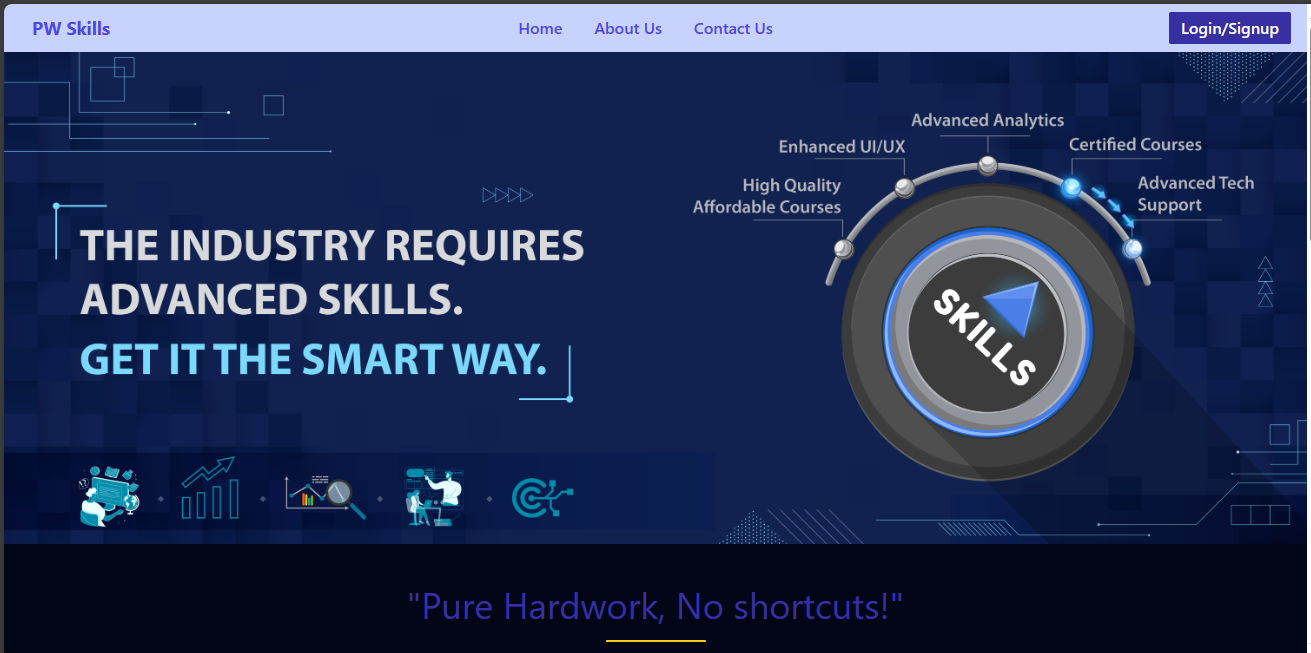 PW Skills
Home
About Us
Contact Us
Login/Signup
THE INDUSTRY REQUIRES
ADVANCED SKILLS.
GET IT THE SMART WAY.
High Quality
Affordable Courses
Enhanced UI/UX
Advanced Analytics
Certified Courses
Advanced Tech
Support
SKILLS
"Pure Hardwork, No shortcuts!"